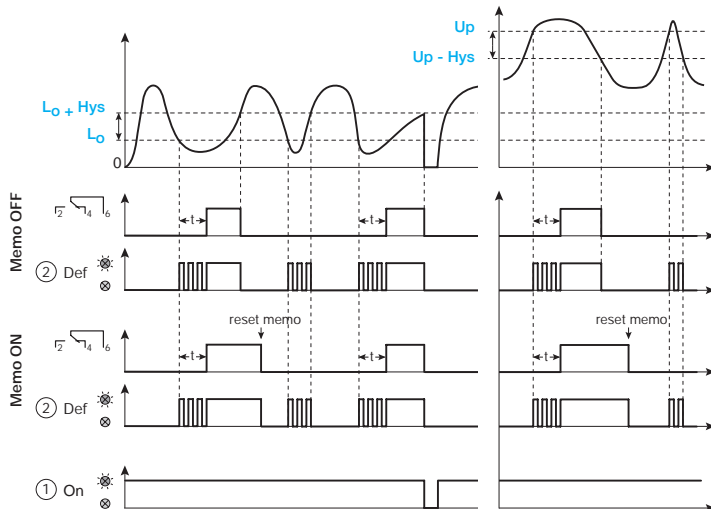 Up
Up - Hys
Lo + Hys
Lo
0
Memo OFF
2 4 6
t t t
2 Def
reset memo reset memo
Memo ON
2 4 6
t t t
2 Def
1 On